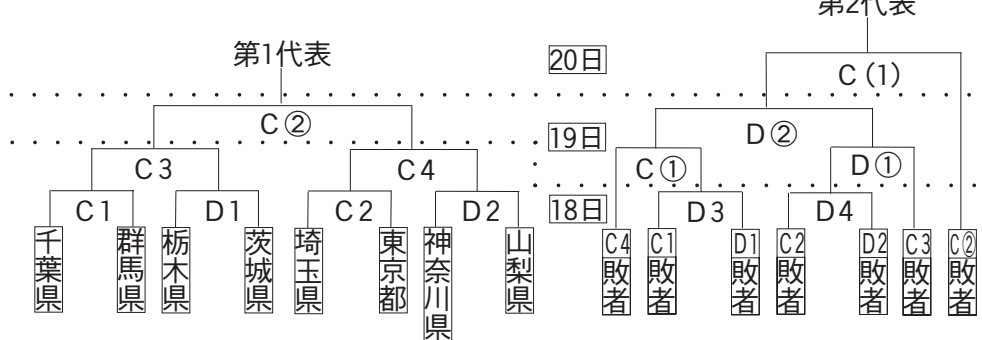 第2代表
第1代表
20日
C(1)
C②
19日
D②
C3
C4
C①
D①
18日
C1
D1
C2
D2
D3
D4
千葉県
群馬県
栃木県
茨城県
埼玉県
東京都
神奈川県
山梨県
C4敗者
C1敗者
D1敗者
C2敗者
D2敗者
C3敗者
C②敗者